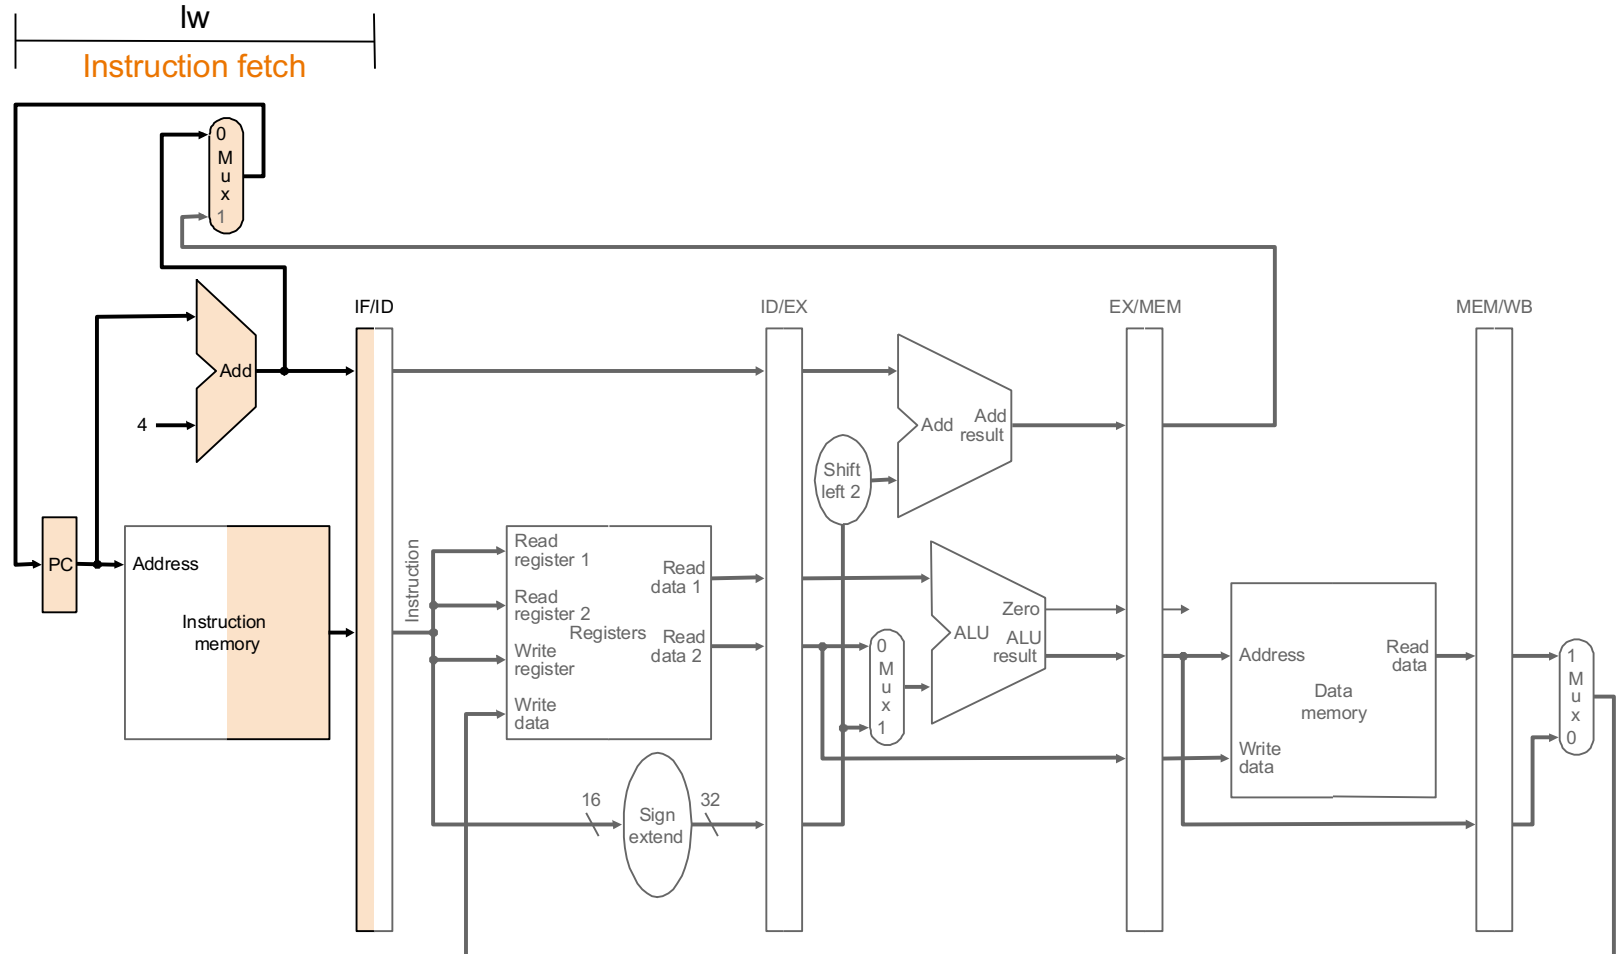 lw
Instruction fetch
0
M
u
x
1
Add
4
PC
Address
Instruction
memory
IF/ID
Instruction
Read
register 1
Read
register 2
Registers
Write
register
Write
data
Read
data 1
Read
data 2
16
Sign
extend
32
ID/EX
Shift
left 2
Add
Add
result
0
M
u
x
1
ALU
Zero
ALU
result
EX/MEM
Address
Read
data
Data
memory
Write
data
MEM/WB
1
M
u
x
0